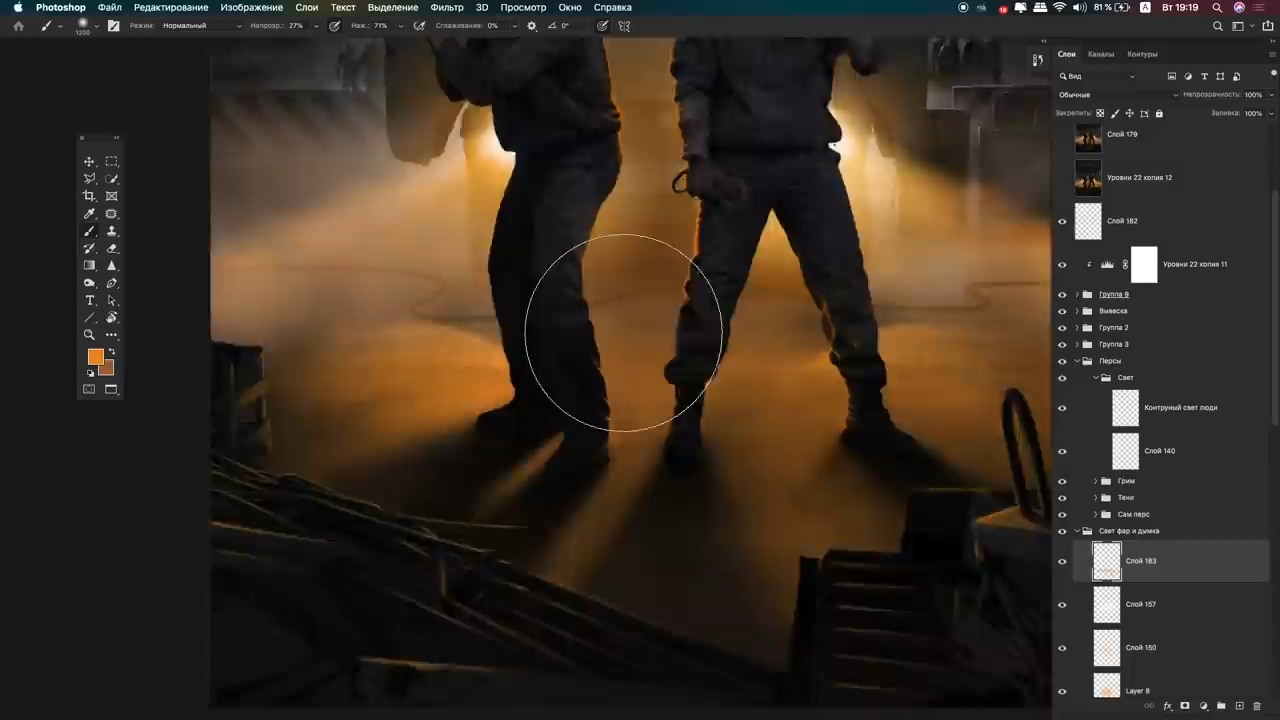 Photoshop Файл Редактирование Изображение Слои Текст Выделение Фильтр 3D Просмотр Окно Справка 18 81 % A Вт 19:19
1200 Режим: Нормальный Непрозр.: 27% Наж.: 71% Сглаживание: 0% 0°
Слои Каналы Контуры
Вид
Обычные Непрозрачность: 100%
Закрепить: Заливка: 100%
Слой 179
Уровни 22 копия 12
Слой 182
Уровни 22 копия 11
Группа 9
Вывеска
Группа 2
Группа 3
Персы
Свет
Контруный свет люди
Слой 140
Грим
Тени
Сам перс
Свет фар и дымка
Слой 183
Слой 157
Слой 150
Layer 8